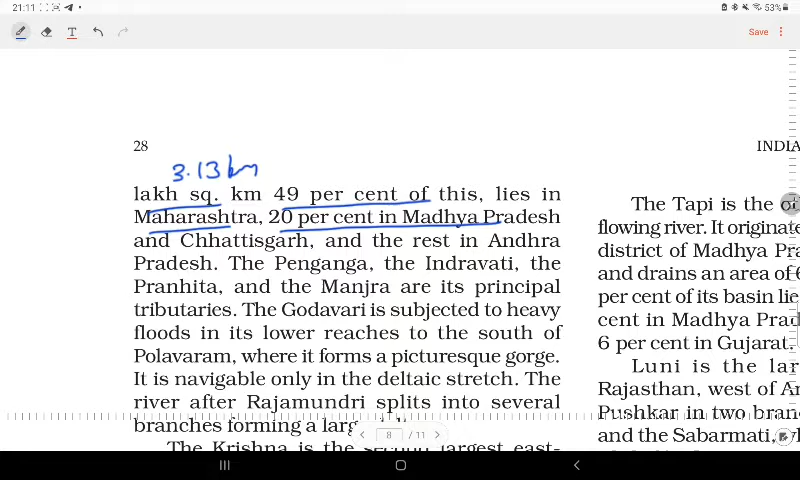 21:11
53%
T
Save
28
INDIA
3.13 km
lakh sq. km 49 per cent of this, lies in
Maharashtra, 20 per cent in Madhya Pradesh
and Chhattisgarh, and the rest in Andhra
Pradesh. The Penganga, the Indravati, the
Pranhita, and the Manjra are its principal
tributaries. The Godavari is subjected to heavy
floods in its lower reaches to the south of
Polavaram, where it forms a picturesque gorge.
It is navigable only in the deltaic stretch. The
river after Rajamundri splits into several
branches forming a large
The Krishna is the second largest east-
The Tapi is the
flowing river. It originate
district of Madhya Pra
and drains an area of 6
per cent of its basin lie
cent in Madhya Prad
6 per cent in Gujarat.
Luni is the lar
Rajasthan, west of Ar
Pushkar in two bran
and the Sabarmati,
8 / 11